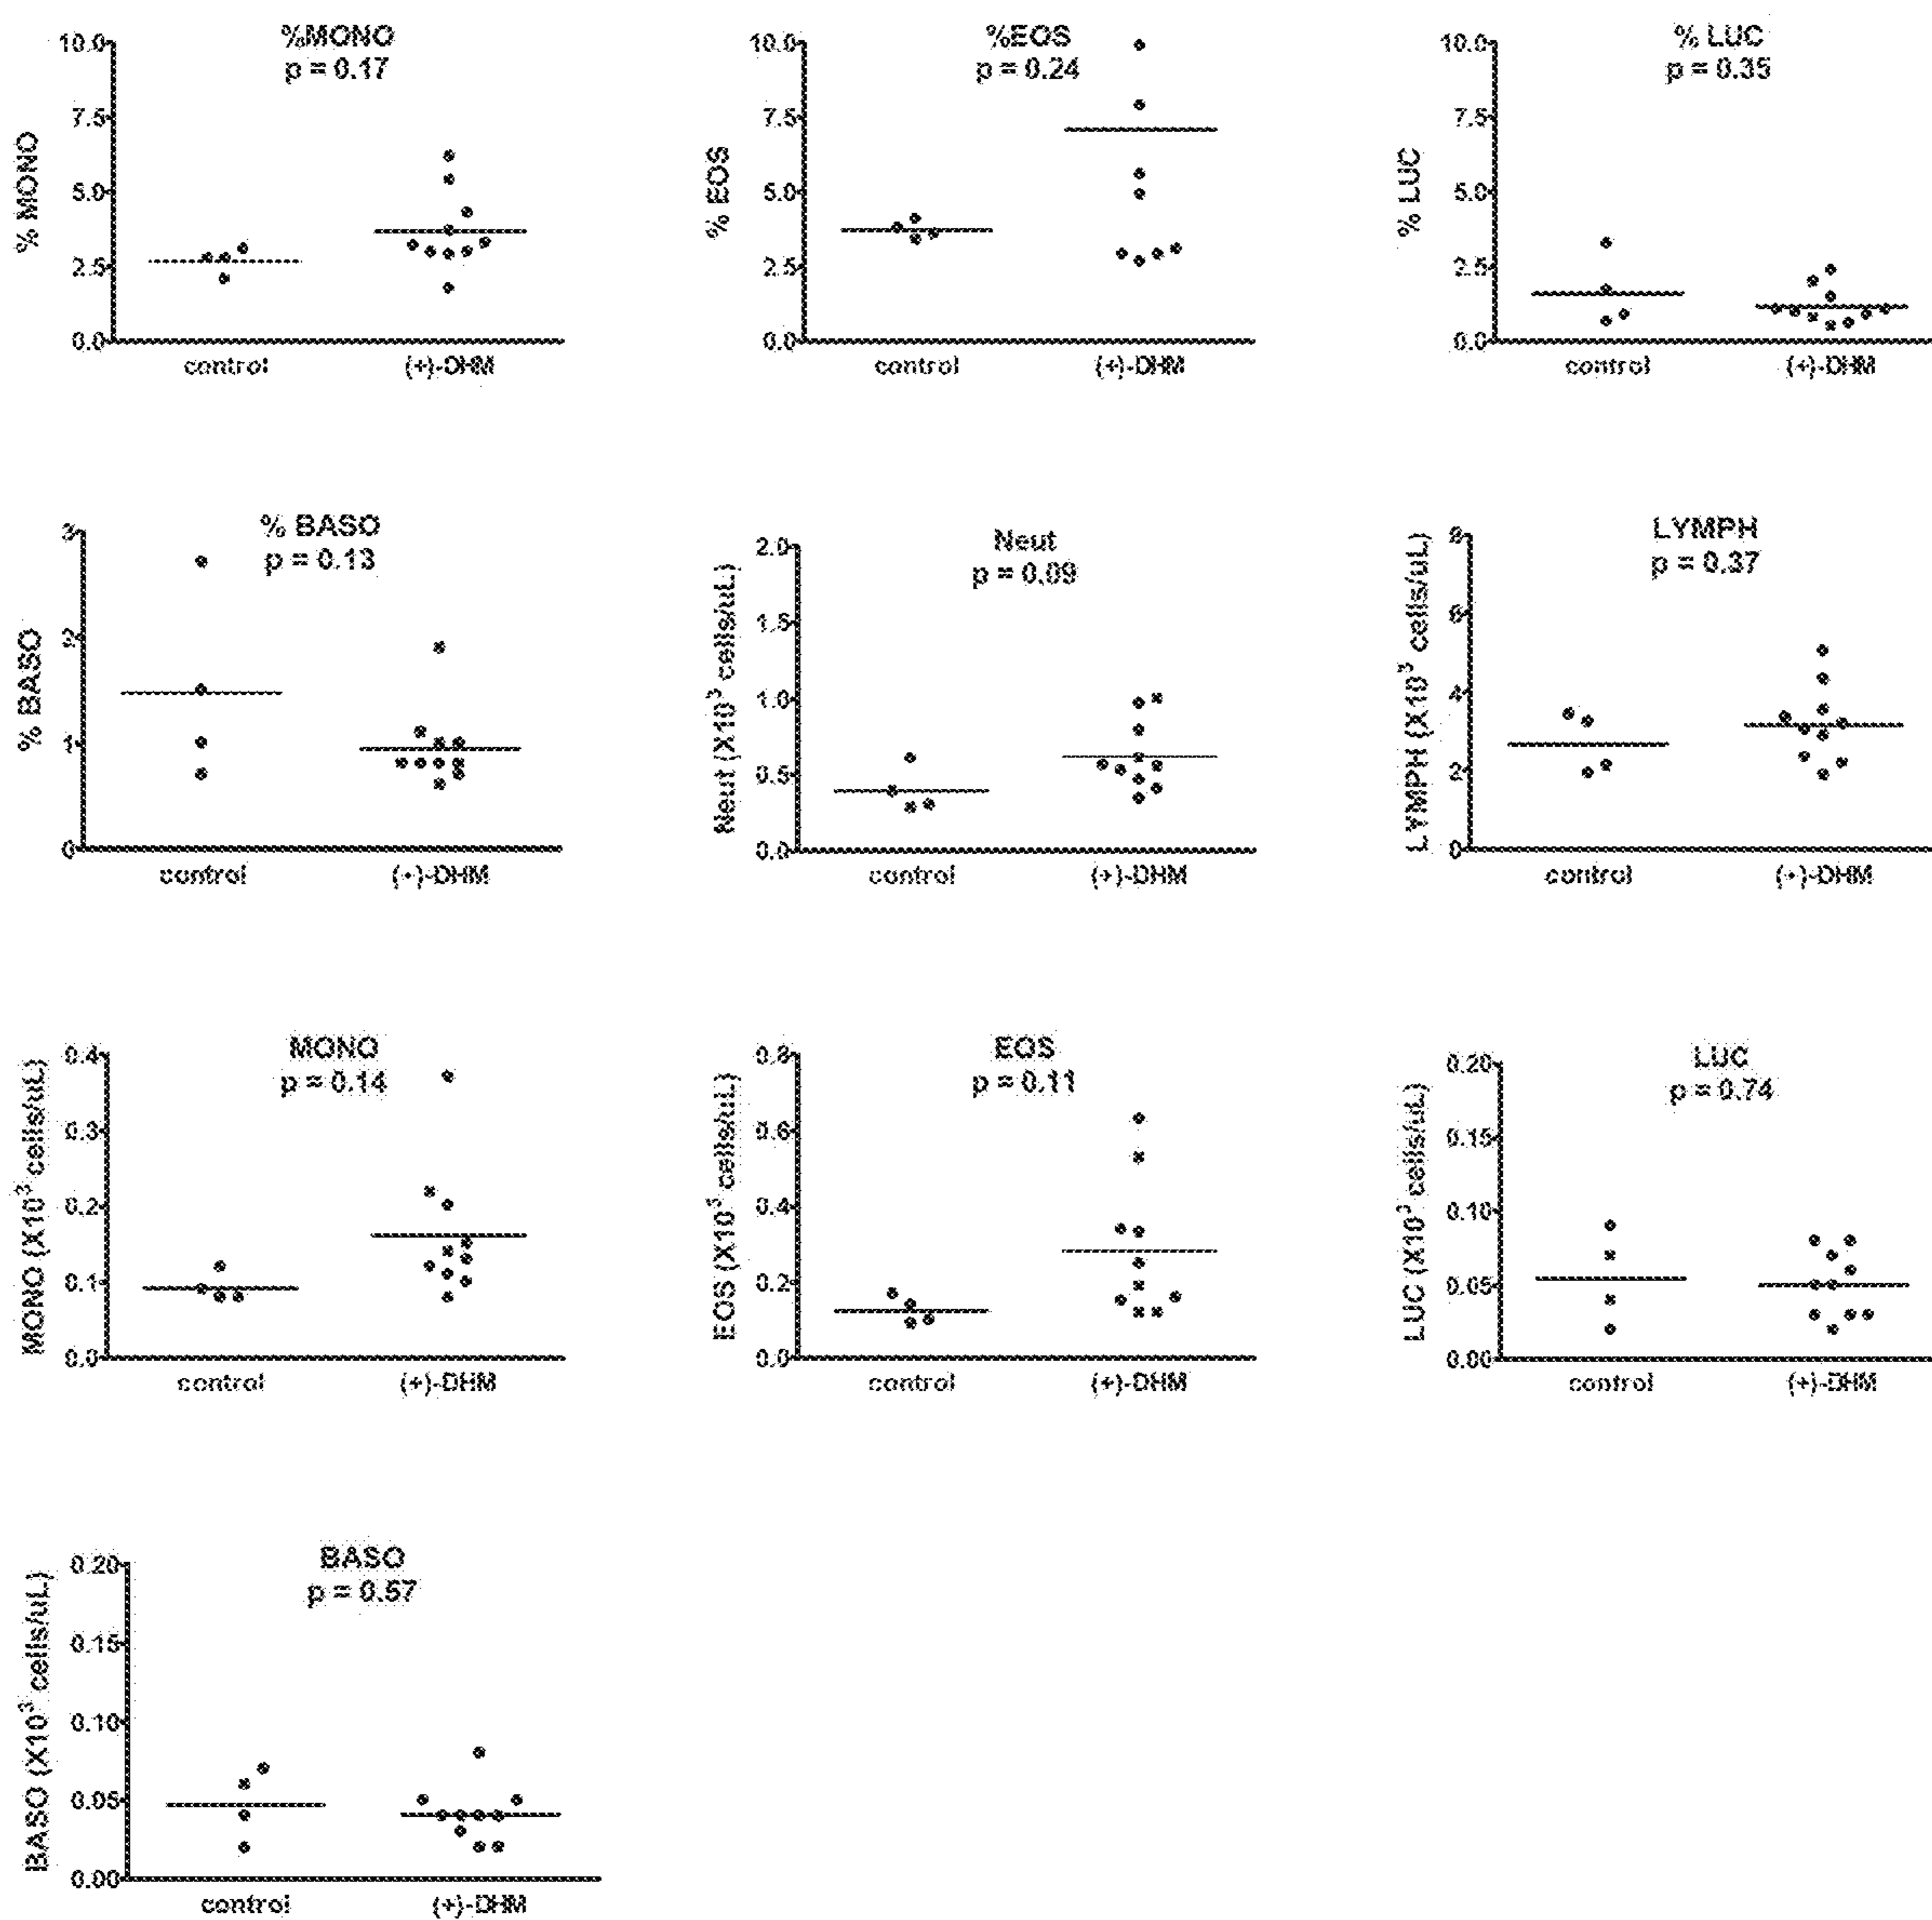 %MONO
p = 0.17
% MONO
10.0
7.5
5.0
2.5
0.0
control
(+)-DHM
%EOS
p = 0.24
% EOS
10.0
7.5
5.0
2.5
0.0
control
(+)-DHM
% LUC
p = 0.35
% LUC
10.0
7.5
5.0
2.5
0.0
control
(+)-DHM
% BASO
p = 0.13
% BASO
3
2
1
0
control
(+)-DHM
Neut
p = 0.09
Neut (X10³ cells/uL)
2.0
1.5
1.0
0.5
0.0
control
(+)-DHM
LYMPH
p = 0.37
LYMPH (X10³ cells/uL)
8
6
4
2
0
control
(+)-DHM
MONO
p = 0.14
MONO (X10³ cells/uL)
0.4
0.3
0.2
0.1
0.0
control
(+)-DHM
EOS
p = 0.11
EOS (X10³ cells/uL)
0.8
0.6
0.4
0.2
0.0
control
(+)-DHM
LUC
p = 0.74
LUC (X10³ cells/uL)
0.20
0.15
0.10
0.05
0.00
control
(+)-DHM
BASO
p = 0.57
BASO (X10³ cells/uL)
0.20
0.15
0.10
0.05
0.00
control
(+)-DHM